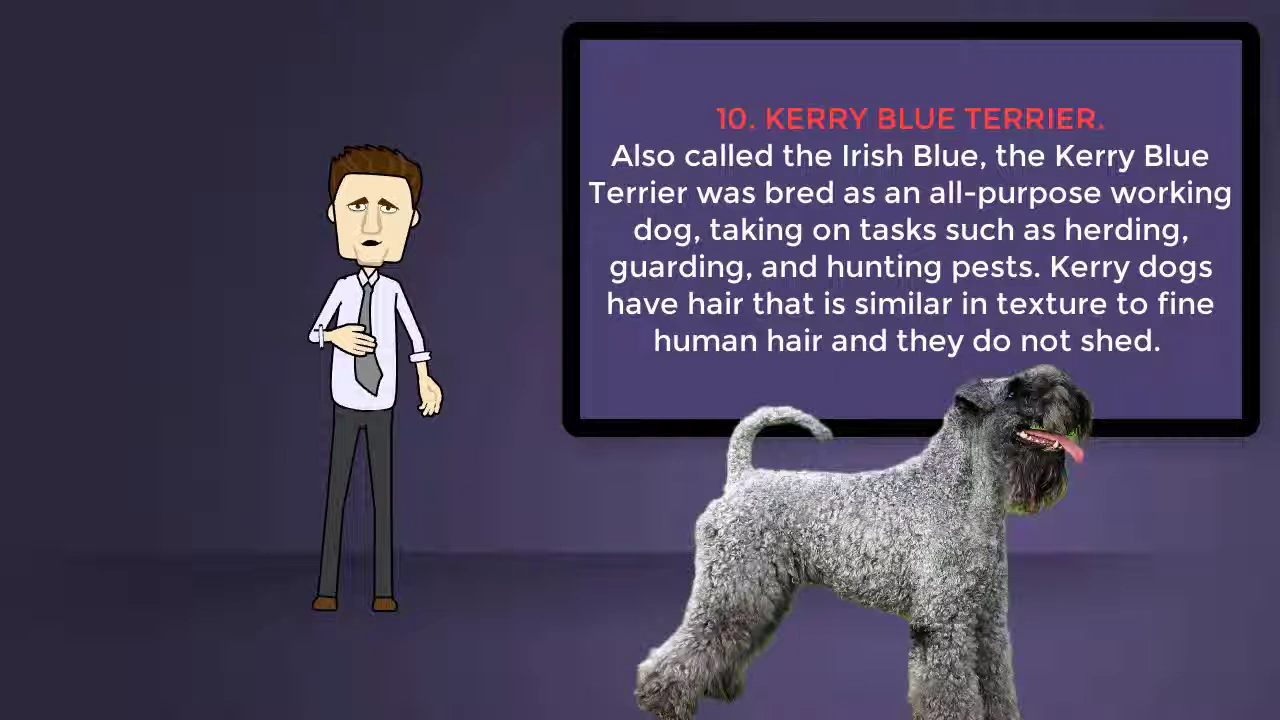 10. KERRY BLUE TERRIER.
Also called the Irish Blue, the Kerry Blue
Terrier was bred as an all-purpose working
dog, taking on tasks such as herding,
guarding, and hunting pests. Kerry dogs
have hair that is similar in texture to fine
human hair and they do not shed.